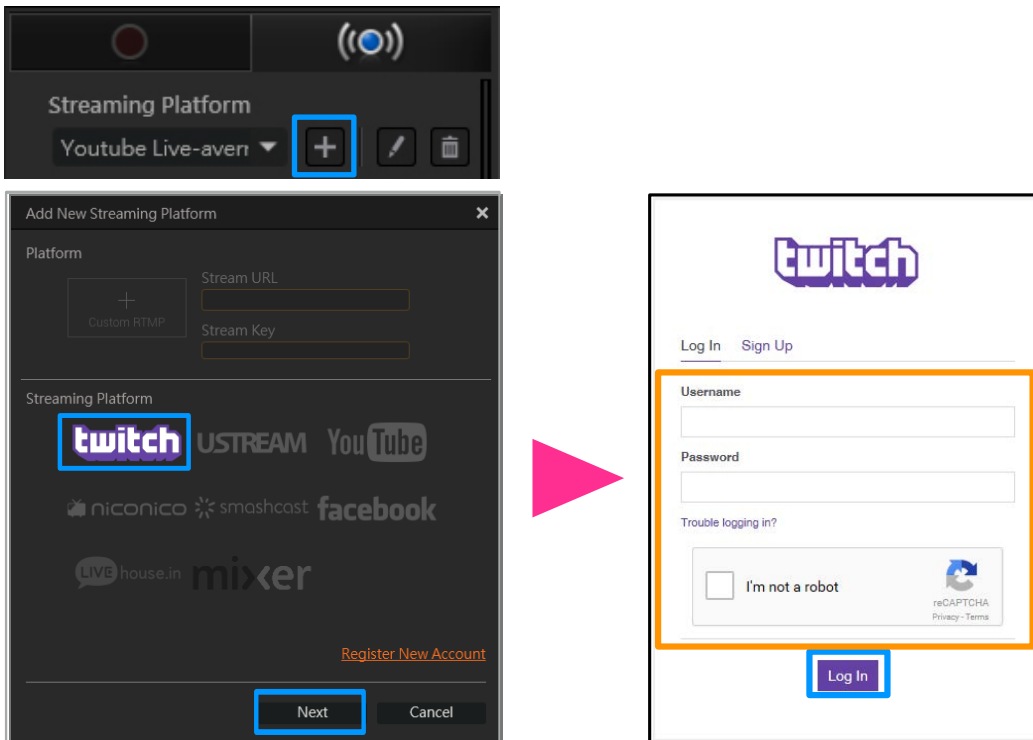 Streaming Platform
Youtube Live-averr
Add New Streaming Platform
Platform
Stream URL
Custom RTMP
Stream Key
Streaming Platform
twitch USTREAM YouTube
niconico smashcast facebook
LIVE house.in mixer
Register New Account
Next Cancel
twitch
Log In Sign Up
Username
Password
Trouble logging in?
I'm not a robot
reCAPTCHA
Privacy - Terms
Log In